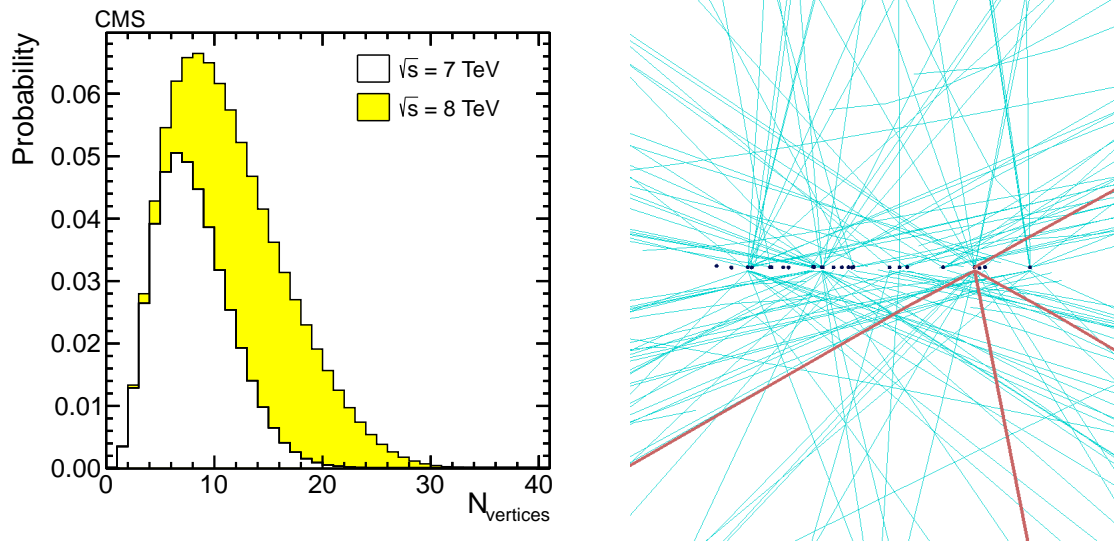 CMS
Probability
√s = 7 TeV
√s = 8 TeV
0.06
0.05
0.04
0.03
0.02
0.01
0.00
0 10 20 30 40
N_vertices